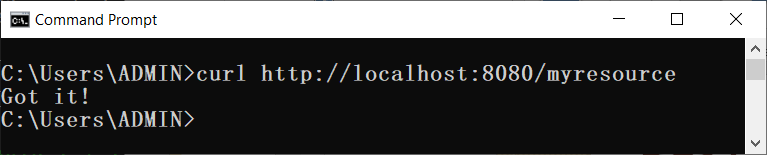 Command Prompt
C:\Users\ADMIN>curl http://localhost:8080/myresource
Got it!
C:\Users\ADMIN>